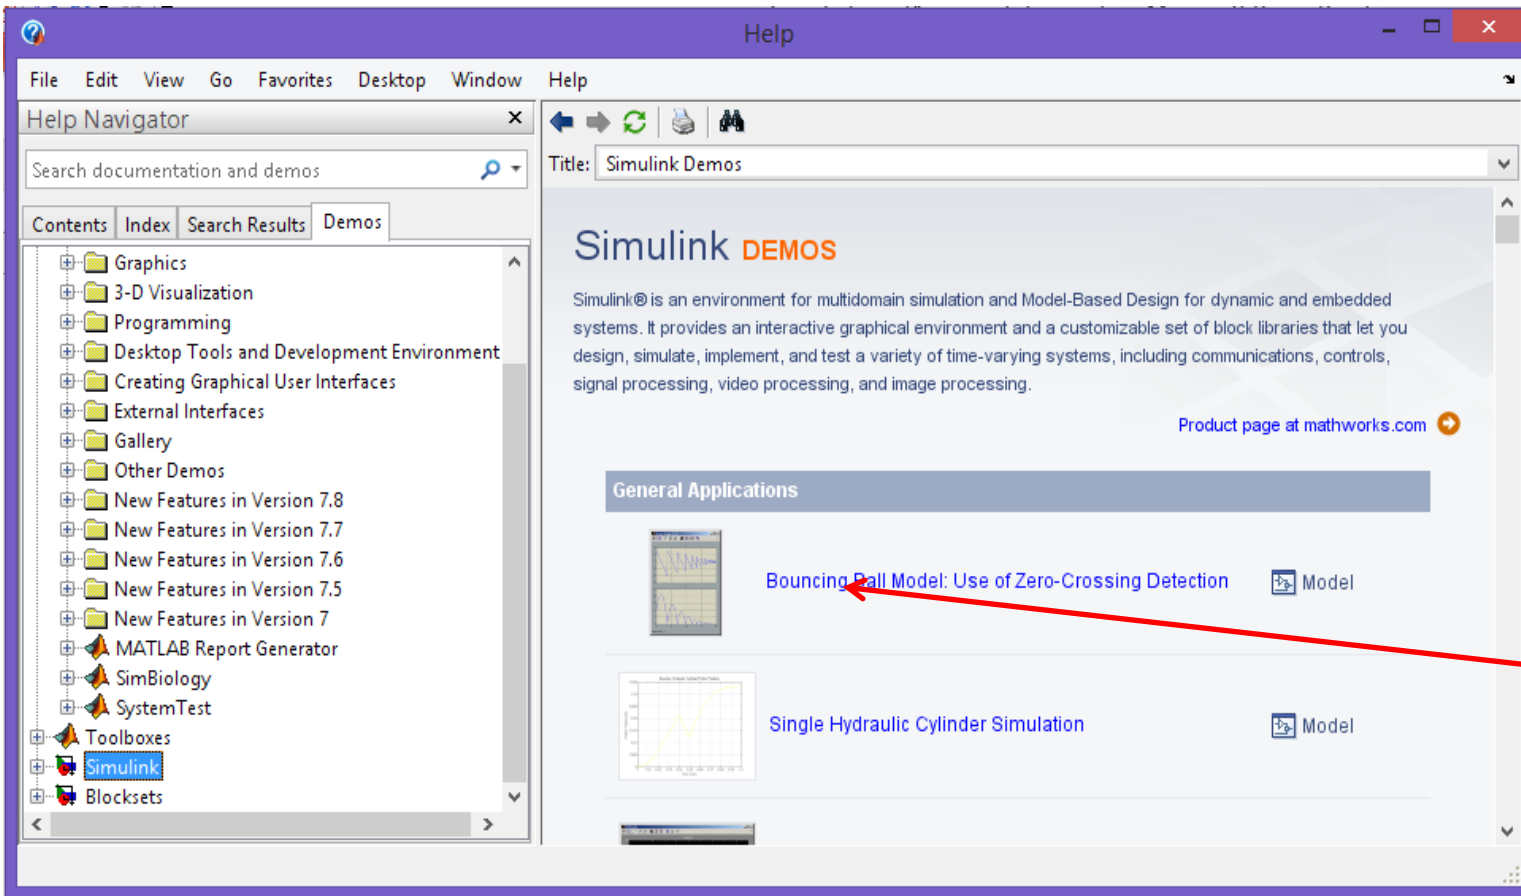 Help
File Edit View Go Favorites Desktop Window Help
Help Navigator
Search documentation and demos
Contents Index Search Results Demos
Graphics
3-D Visualization
Programming
Desktop Tools and Development Environment
Creating Graphical User Interfaces
External Interfaces
Gallery
Other Demos
New Features in Version 7.8
New Features in Version 7.7
New Features in Version 7.6
New Features in Version 7.5
New Features in Version 7
MATLAB Report Generator
SimBiology
SystemTest
Toolboxes
Simulink
Blocksets
Title: Simulink Demos
Simulink DEMOS
Simulink® is an environment for multidomain simulation and Model-Based Design for dynamic and embedded
systems. It provides an interactive graphical environment and a customizable set of block libraries that let you
design, simulate, implement, and test a variety of time-varying systems, including communications, controls,
signal processing, video processing, and image processing.
Product page at mathworks.com
General Applications
Bouncing Ball Model: Use of Zero-Crossing Detection Model
Single Hydraulic Cylinder Simulation Model